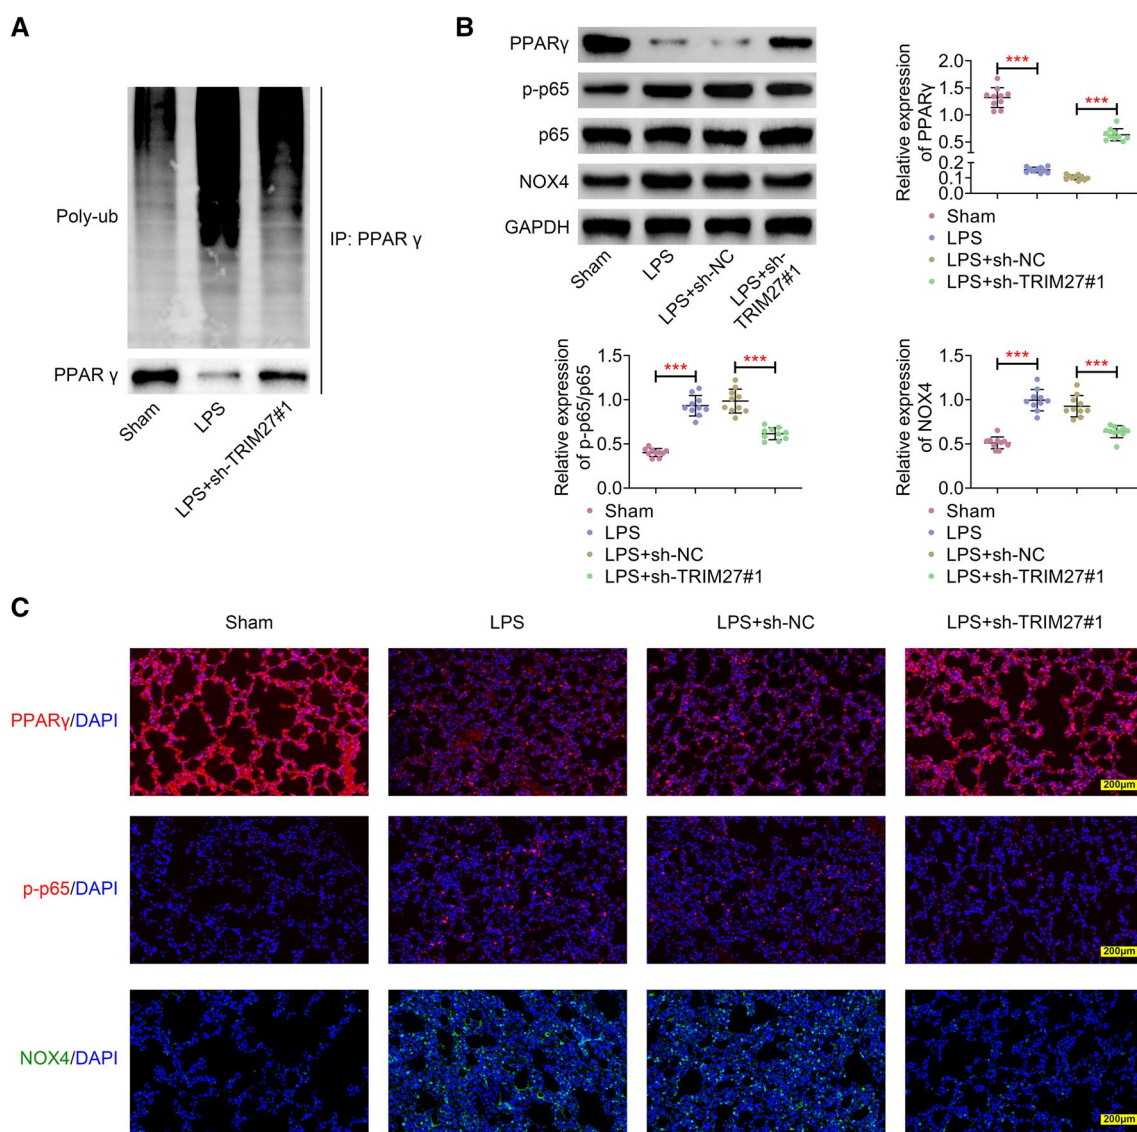 A
Poly-ub
PPAR γ
IP: PPAR γ
Sham
LPS
LPS+sh-TRIM27#1
B
PPARγ
p-p65
p65
NOX4
GAPDH
Sham
LPS
LPS+sh-NC
LPS+sh-
TRIM27#1
Relative expression
of PPARγ
2.0
1.5
1.0
0.5
0.2
0.1
0.0
***
***
Sham
LPS
LPS+sh-NC
LPS+sh-TRIM27#1
Relative expression
of p-p65/p65
1.5
1.0
0.5
0.0
***
***
Sham
LPS
LPS+sh-NC
LPS+sh-TRIM27#1
Relative expression
of NOX4
1.5
1.0
0.5
0.0
***
***
Sham
LPS
LPS+sh-NC
LPS+sh-TRIM27#1
C
Sham
LPS
LPS+sh-NC
LPS+sh-TRIM27#1
PPARγ/DAPI
200μm
p-p65/DAPI
200μm
NOX4/DAPI
200μm